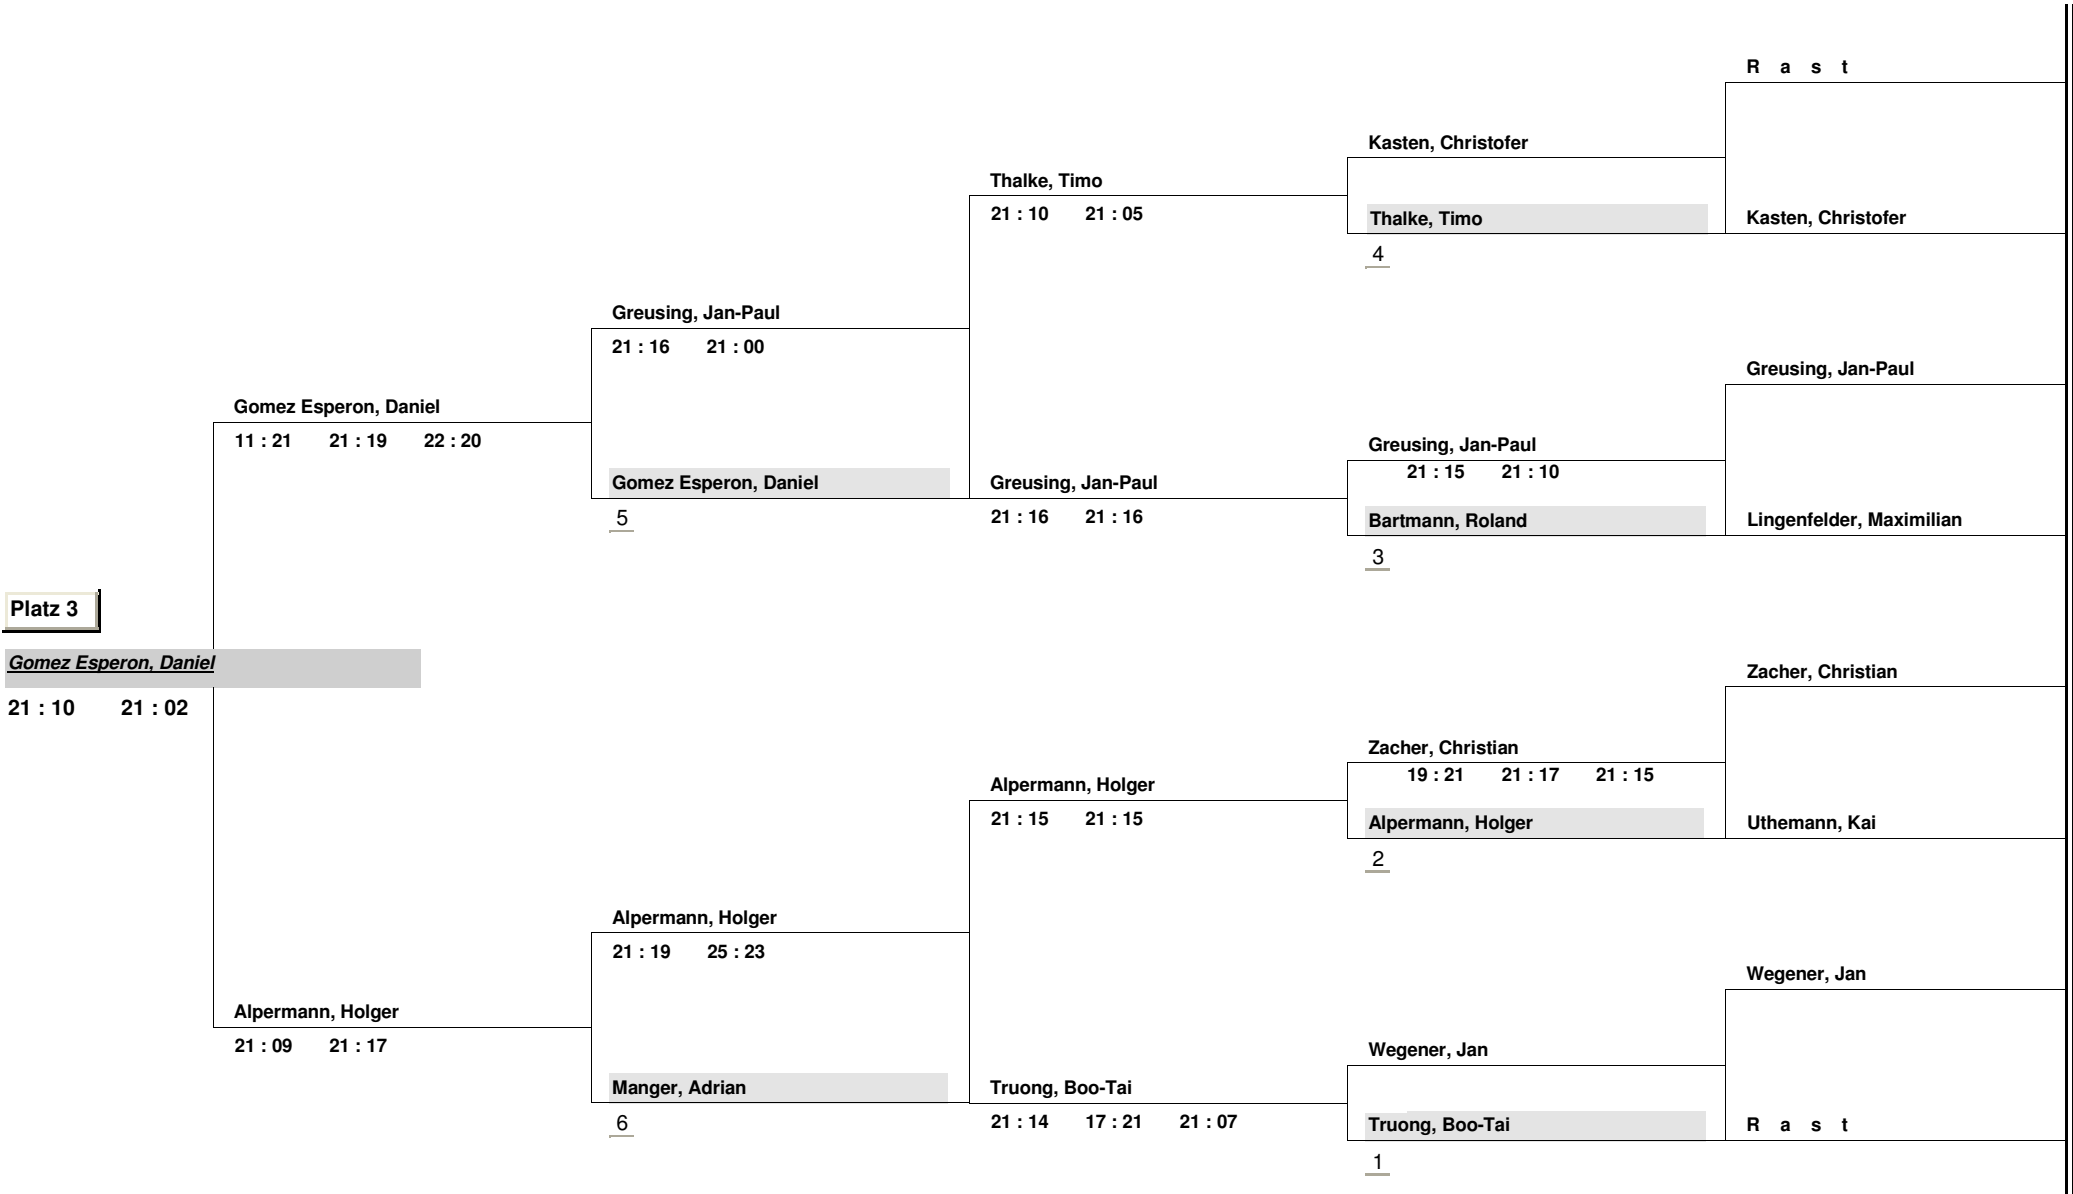 R a s t
Kasten, Christofer
Thalke, Timo
21 : 10 21 : 05
Thalke, Timo
Kasten, Christofer
4
Greusing, Jan-Paul
21 : 16 21 : 00
Greusing, Jan-Paul
Gomez Esperon, Daniel
11 : 21 21 : 19 22 : 20
Greusing, Jan-Paul
21 : 15 21 : 10
Gomez Esperon, Daniel
Greusing, Jan-Paul
5
21 : 16 21 : 16
Bartmann, Roland
Lingenfelder, Maximilian
3
Platz 3
Gomez Esperon, Daniel
21 : 10 21 : 02
Zacher, Christian
Zacher, Christian
19 : 21 21 : 17 21 : 15
Alpermann, Holger
21 : 15 21 : 15
Alpermann, Holger
Uthemann, Kai
2
Alpermann, Holger
21 : 19 25 : 23
Wegener, Jan
Alpermann, Holger
21 : 09 21 : 17
Wegener, Jan
Manger, Adrian
Truong, Boo-Tai
6
21 : 14 17 : 21 21 : 07
Truong, Boo-Tai
R a s t
1